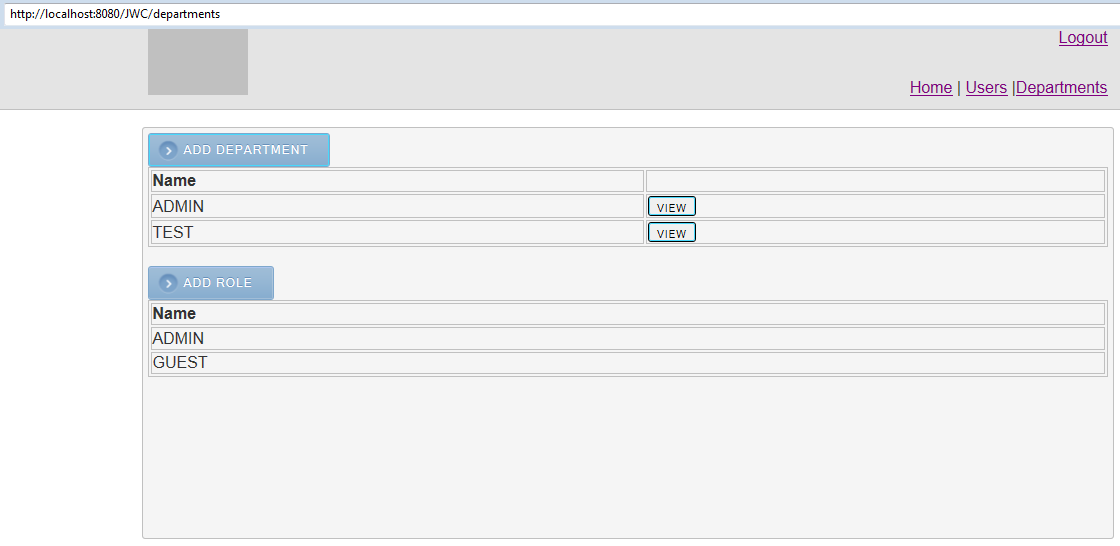 http://localhost:8080/JWC/departments
Logout
Home | Users |Departments
ADD DEPARTMENT
Name
ADMIN VIEW
TEST VIEW
ADD ROLE
Name
ADMIN
GUEST